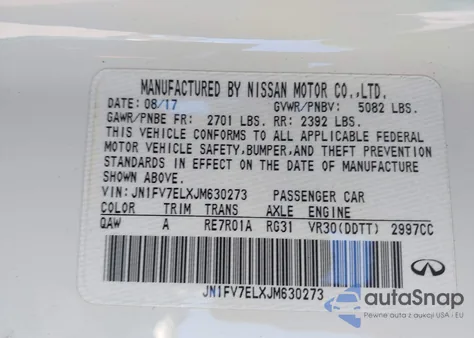 MANUFACTURED BY NISSAN MOTOR CO.,LTD.
DATE: 08/17 GVWR/PNBV: 5082 LBS.
GAWR/PNBE FR: 2701 LBS. RR: 2392 LBS.
THIS VEHICLE CONFORMS TO ALL APPLICABLE FEDERAL
MOTOR VEHICLE SAFETY,BUMPER,AND THEFT PREVENTION
STANDARDS IN EFFECT ON THE DATE OF MANUFACTURE
SHOWN ABOVE.
VIN: JN1FV7ELXJM630273 PASSENGER CAR
COLOR TRIM TRANS AXLE ENGINE
QAW A RE7R01A RG31 VR30(DDTT) 2997CC
JN1FV7ELXJM630273
INFINITI
autoSnap
Pewne auta z USA i EU